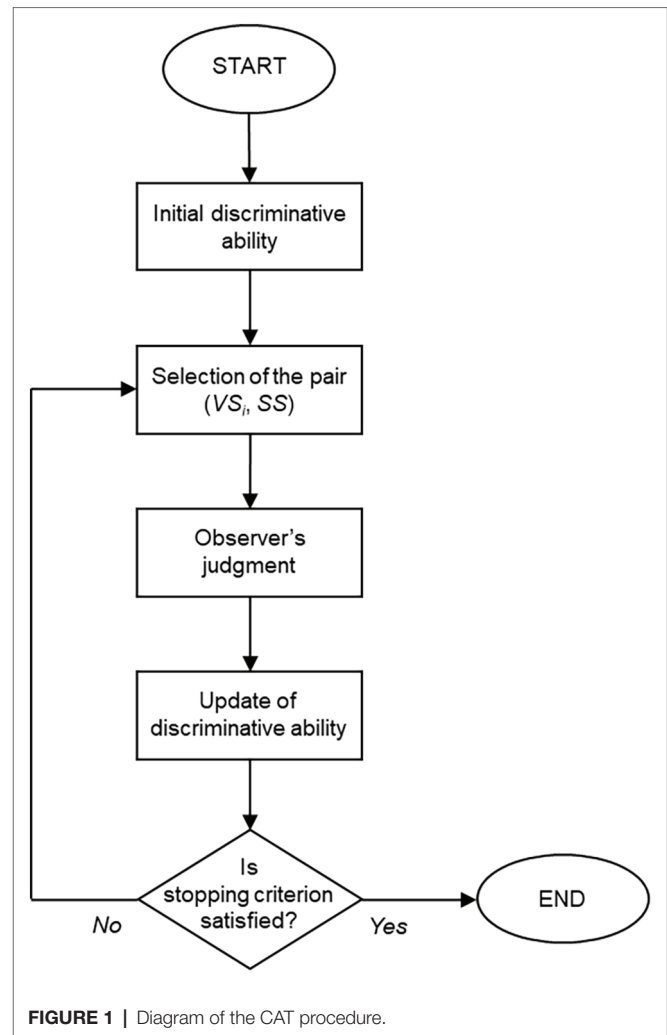 START
Initial discriminative
ability
Selection of the pair
(VSᵢ, SS)
Observer's
judgment
Update of
discriminative ability
Is
stopping criterion
satisfied?
No
Yes
END
FIGURE 1 | Diagram of the CAT procedure.